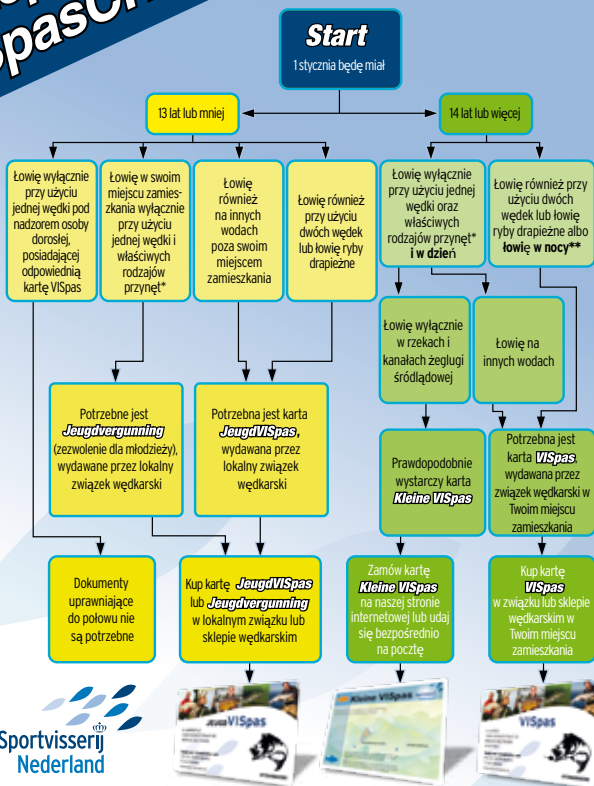 Start
1 stycznia będę miał
13 lat lub mniej
14 lat lub więcej
Łowię wyłącznie
przy użyciu
jednej wędki pod
nadzorem osoby
dorosłej,
posiadającej
odpowiednią
kartę VISpas
Łowię w swoim
miejscu zamies-
zkania wyłącznie
przy użyciu
jednej wędki i
właściwych
rodzajów
przynęt*
Łowię
również
na innych
wodach
poza swoim
miejscem
zamieszkania
Łowię również
przy użyciu
dwóch wędek
lub łowię ryby
drapieżne
Łowię wyłącznie
przy użyciu jednej
wędki oraz
właściwych
rodzajów przynęt*
i w dzień
Łowię również przy
użyciu dwóch
wędek lub łowię
ryby drapieżne albo
łowię w nocy**
Łowię wyłącznie
w rzekach i
kanałach żeglugi
śródlądowej
Łowię na
innych wodach
Potrzebne jest
Jeugdvergunning
(zezwolenie dla młodzieży),
wydawane przez lokalny
związek wędkarski
Potrzebna jest karta
JeugdVISpas,
wydawana przez
lokalny związek
wędkarski
Prawdopodobnie
wystarczy karta
Kleine VISpas
Potrzebna jest
karta VISpas,
wydawana przez
związek wędkarski w
Twoim miejscu
zamieszkania
Dokumenty
uprawniające
do połowu nie
są potrzebne
Kup kartę JeugdVISpas
lub Jeugdvergunning
w lokalnym związku lub
sklepie wędkarskim
Zamów kartę
Kleine VISpas
na naszej stronie
internetowej lub udaj
się bezpośrednio
na pocztę
Kup kartę
VISpas
w związku lub sklepie
wędkarskim w
Twoim miejscu
zamieszkania
Sportvisserij
Nederland
JEUGDVISpas
Kleine VISpas
VISpas